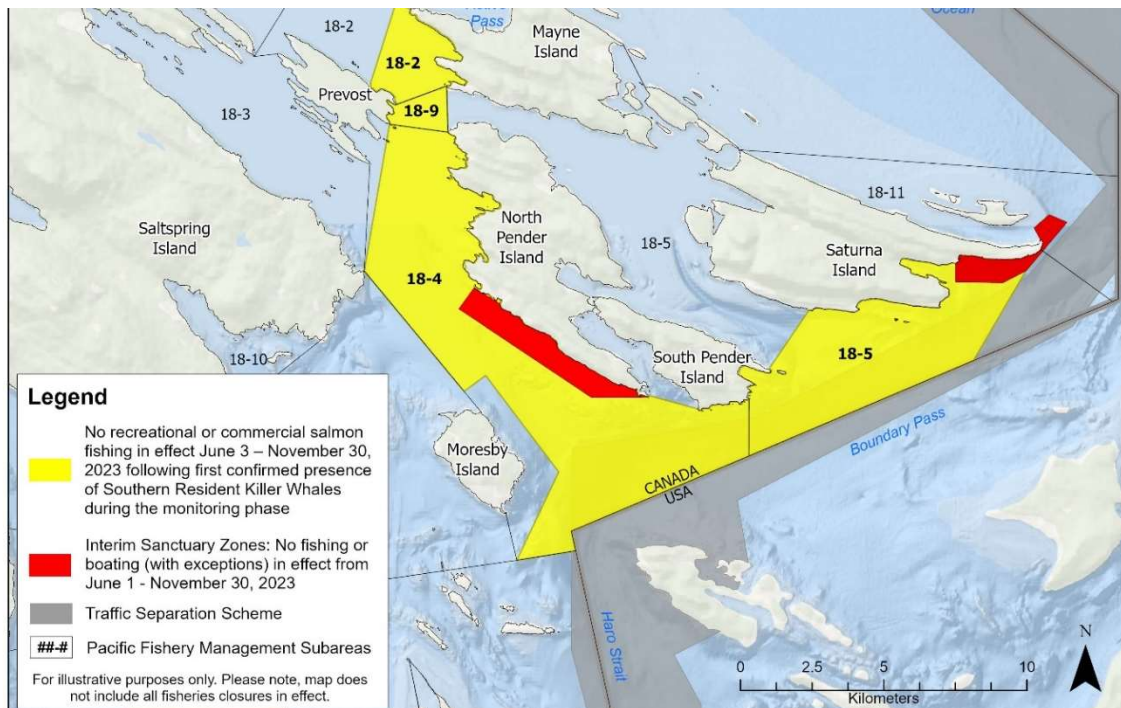 Active
Pass
Ocean
18-2
Mayne
Island
18-2
Prevost
18-9
18-3
18-11
North
Pender
Island
18-5
Saltspring
Island
Saturna
Island
18-4
18-10
South Pender
Island
18-5
Moresby
Island
Boundary Pass
CANADA
USA
Haro Strait
Legend
No recreational or commercial salmon
fishing in effect June 3 – November 30,
2023 following first confirmed presence
of Southern Resident Killer Whales
during the monitoring phase
Interim Sanctuary Zones: No fishing or
boating (with exceptions) in effect from
June 1 - November 30, 2023
Traffic Separation Scheme
##-# Pacific Fishery Management Subareas
For illustrative purposes only. Please note, map does
not include all fisheries closures in effect.
N
0 2.5 5 10
Kilometers